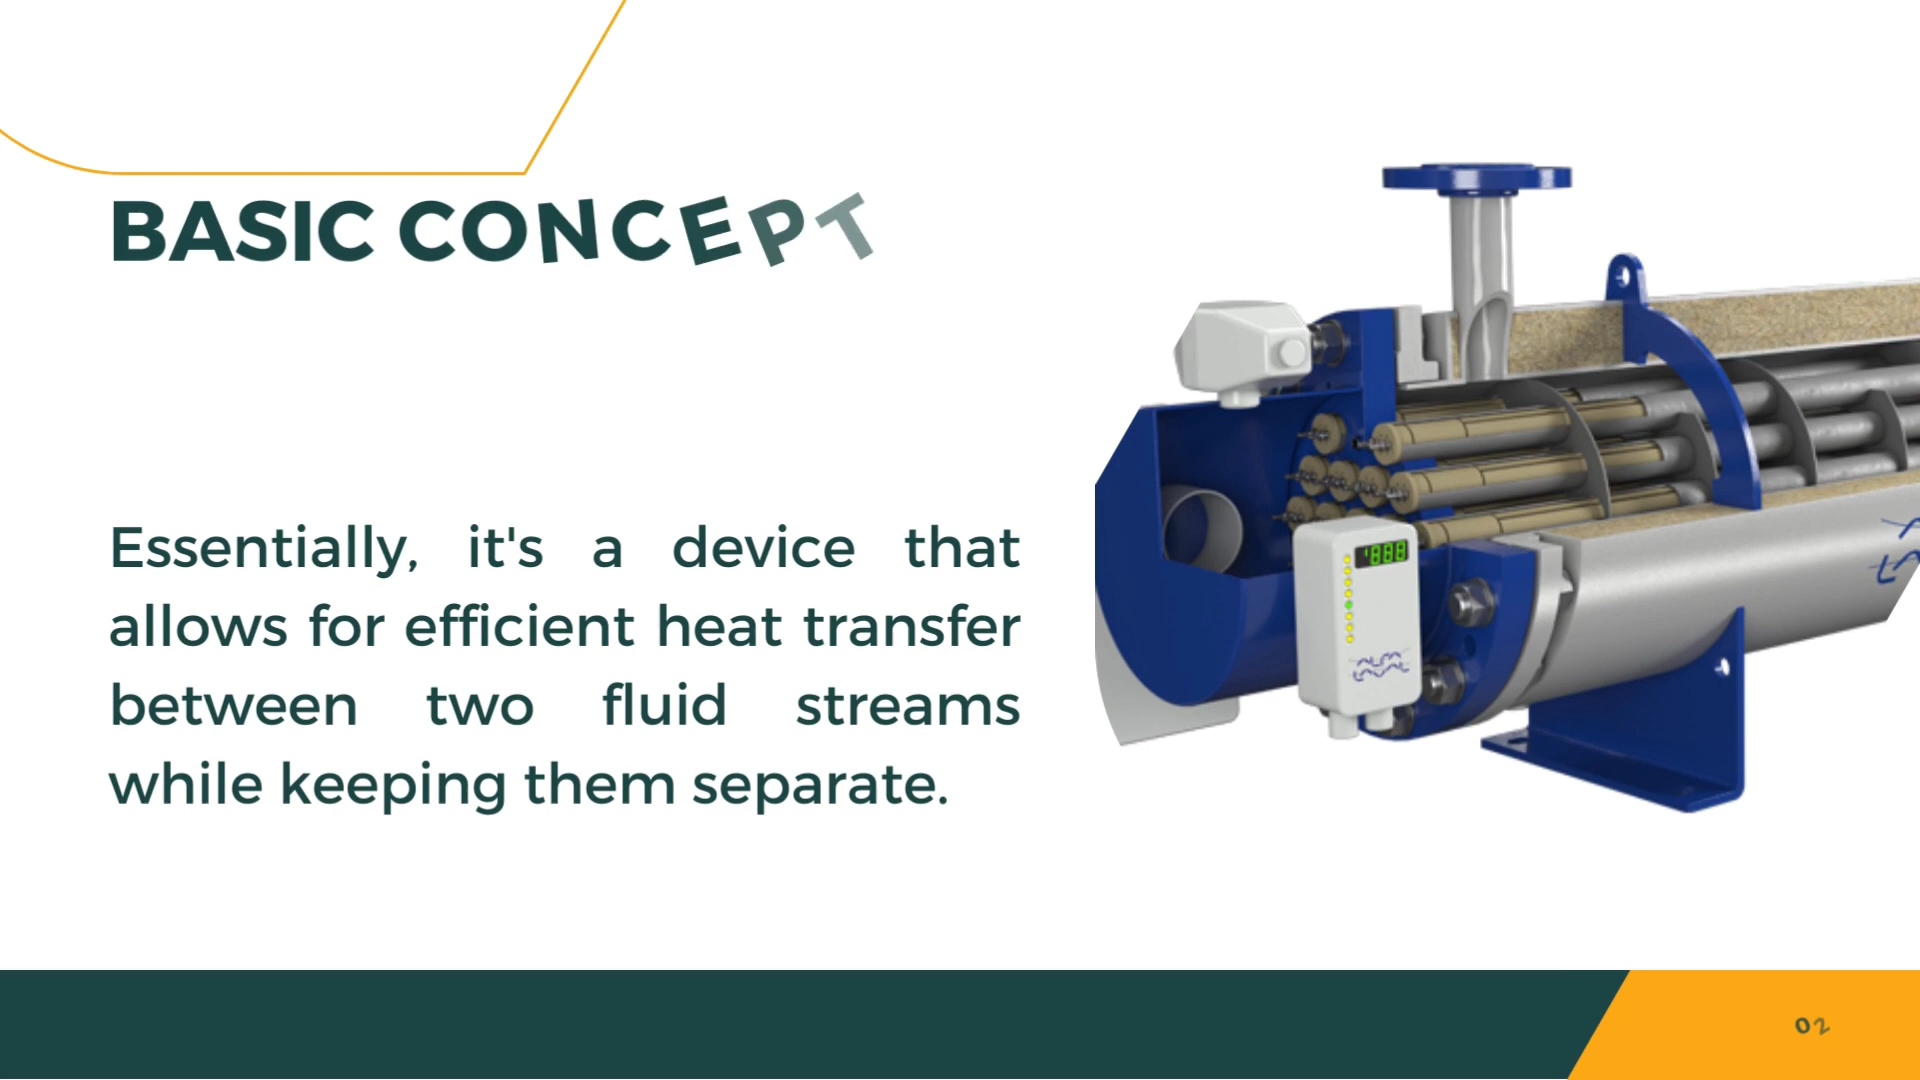 BASIC CONCEPT
Essentially, it's a device that
allows for efficient heat transfer
between two fluid streams
while keeping them separate.
02